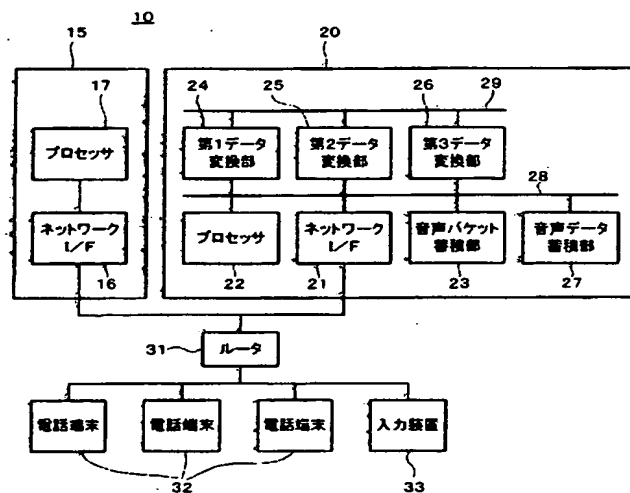 10
15
20
17
24
25
26
29
プロセッサ
第1データ
変換部
第2データ
変換部
第3データ
変換部
28
ネットワーク
I/F
プロセッサ
ネットワーク
I/F
音声パケット
蓄積部
音声データ
蓄積部
16
22
21
23
27
31
ルータ
電話端末
電話端末
電話端末
入力装置
32
33